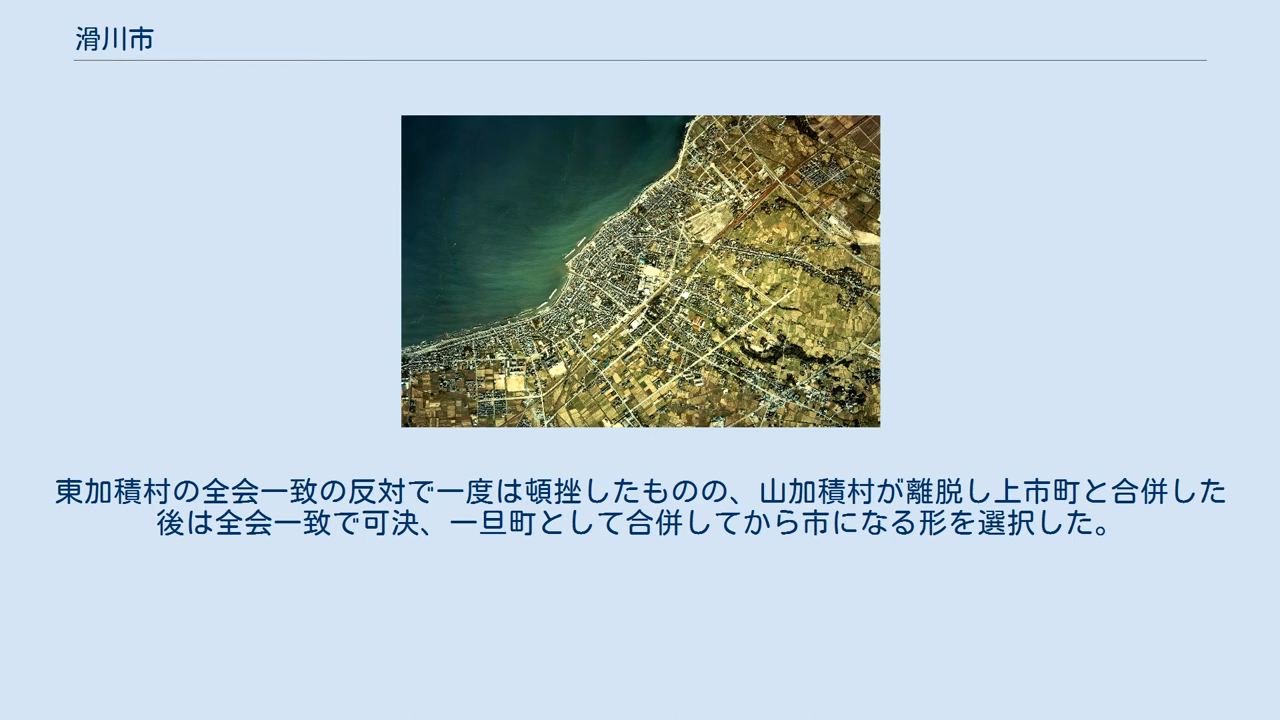 滑川市
東加積村の全会一致の反対で一度は頓挫したものの、山加積村が離脱し上市町と合併した
後は全会一致で可決、一旦町として合併してから市になる形を選択した。